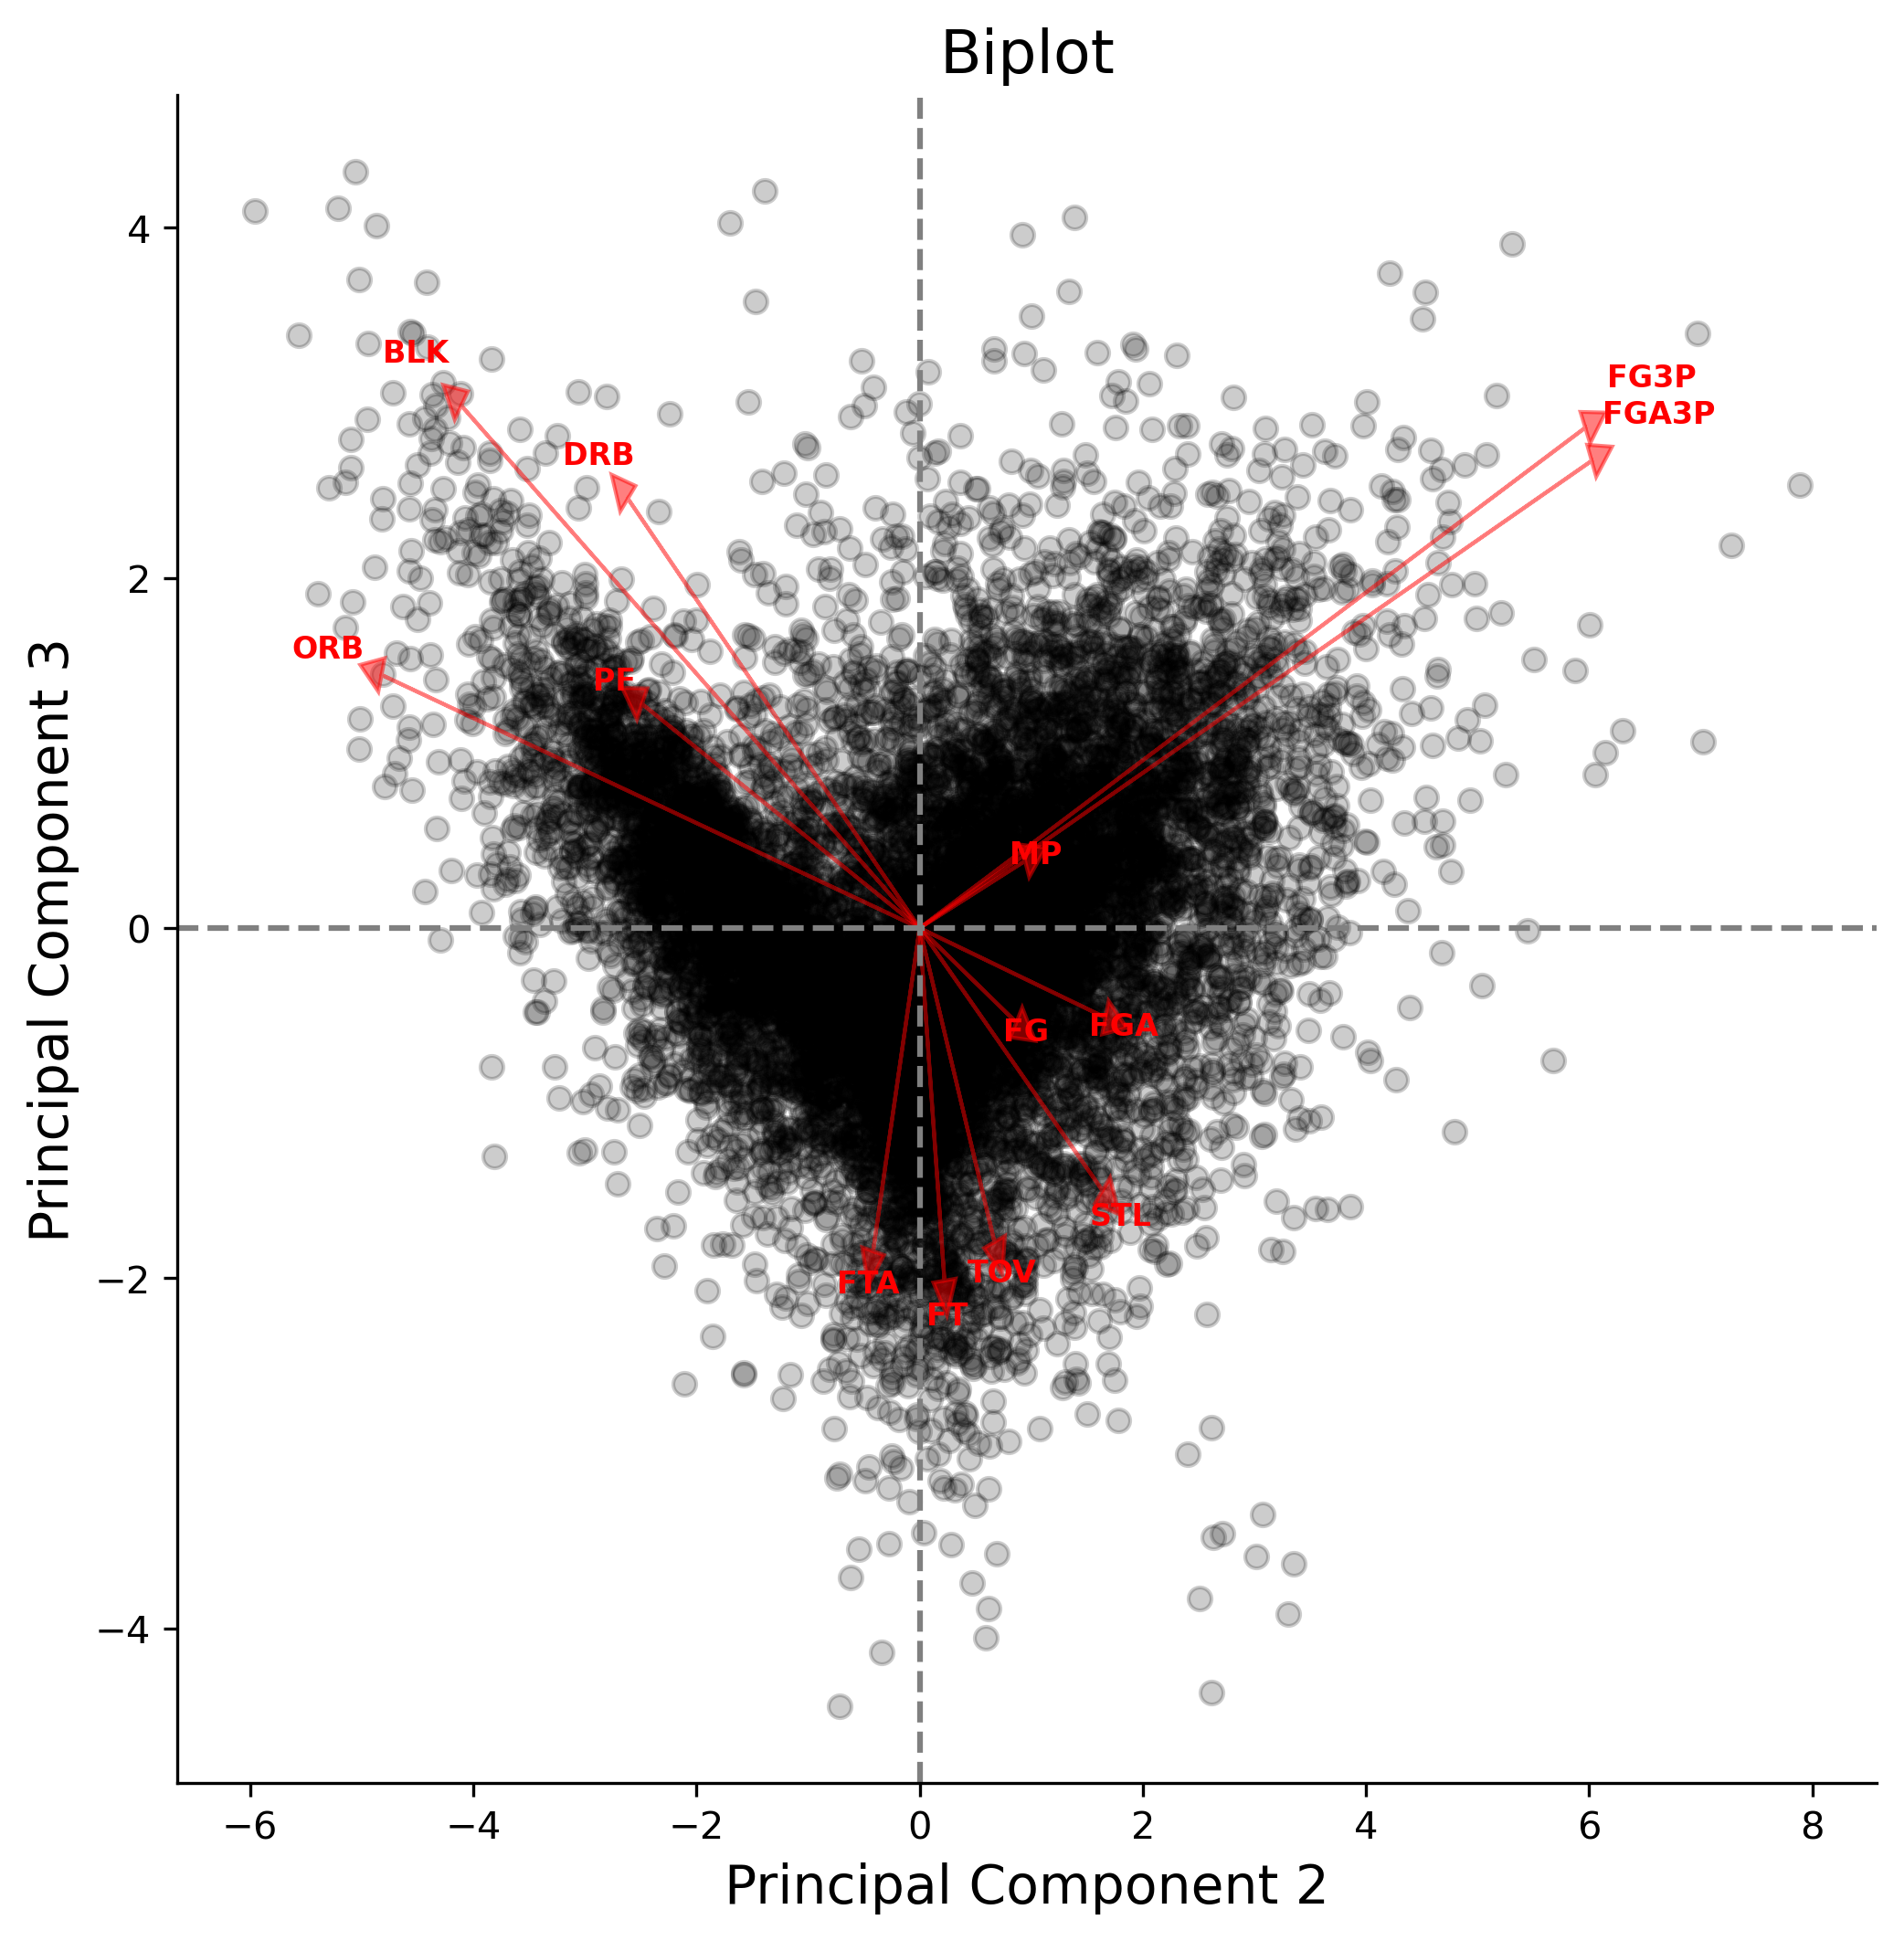 Biplot
Principal Component 3
4
2
0
−2
−4
BLK
DRB
FG3P
FGA3P
ORB
PF
MP
FG
FGA
STL
TOV
FTA
FT
−6
−4
−2
0
2
4
6
8
Principal Component 2